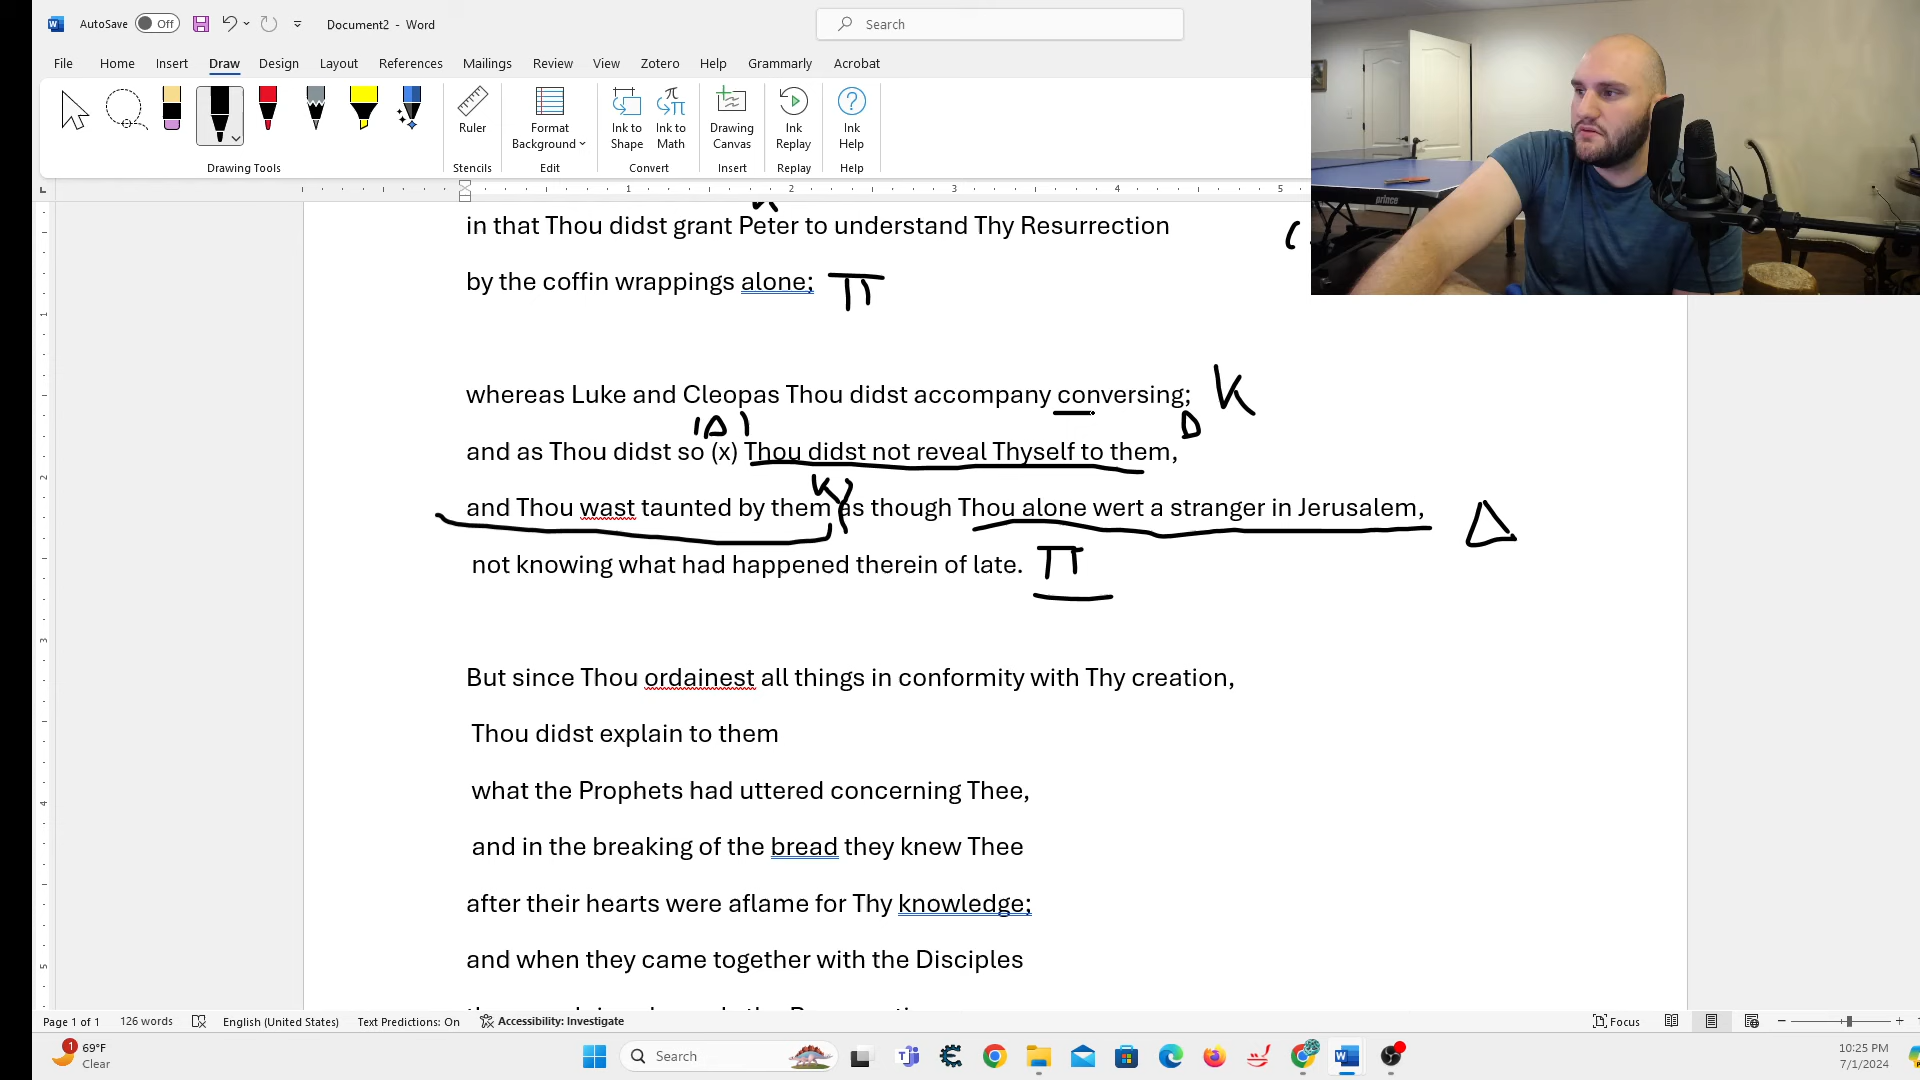 AutoSave Off Document2 - Word Search
File Home Insert Draw Design Layout References Mailings Review View Zotero Help Grammarly Acrobat
Ruler Format Background Ink to Shape Ink to Math Drawing Canvas Ink Replay Ink Help
Drawing Tools Stencils Edit Convert Insert Replay Help
1 2 3 4 5
in that Thou didst grant Peter to understand Thy Resurrection
by the coffin wrappings alone; Π
whereas Luke and Cleopas Thou didst accompany conversing; K
(Δ) Δ
and as Thou didst so (x) Thou didst not reveal Thyself to them,
K
and Thou wast taunted by them as though Thou alone wert a stranger in Jerusalem, Δ
not knowing what had happened therein of late. Π
But since Thou ordainest all things in conformity with Thy creation,
Thou didst explain to them
what the Prophets had uttered concerning Thee,
and in the breaking of the bread they knew Thee
after their hearts were aflame for Thy knowledge;
and when they came together with the Disciples
prince
Page 1 of 1 126 words English (United States) Text Predictions: On Accessibility: Investigate Focus
1 69°F
Clear
Search
10:25 PM
7/1/2024